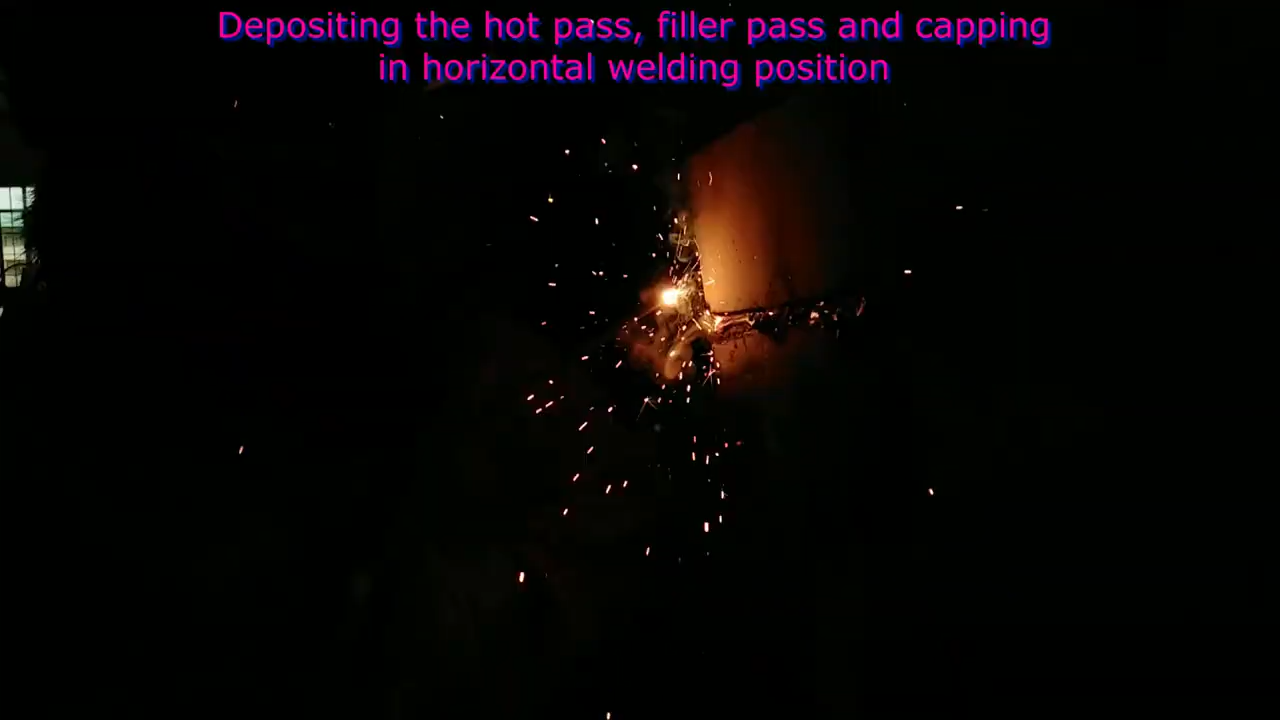 Depositing the hot pass, filler pass and capping
in horizontal welding position